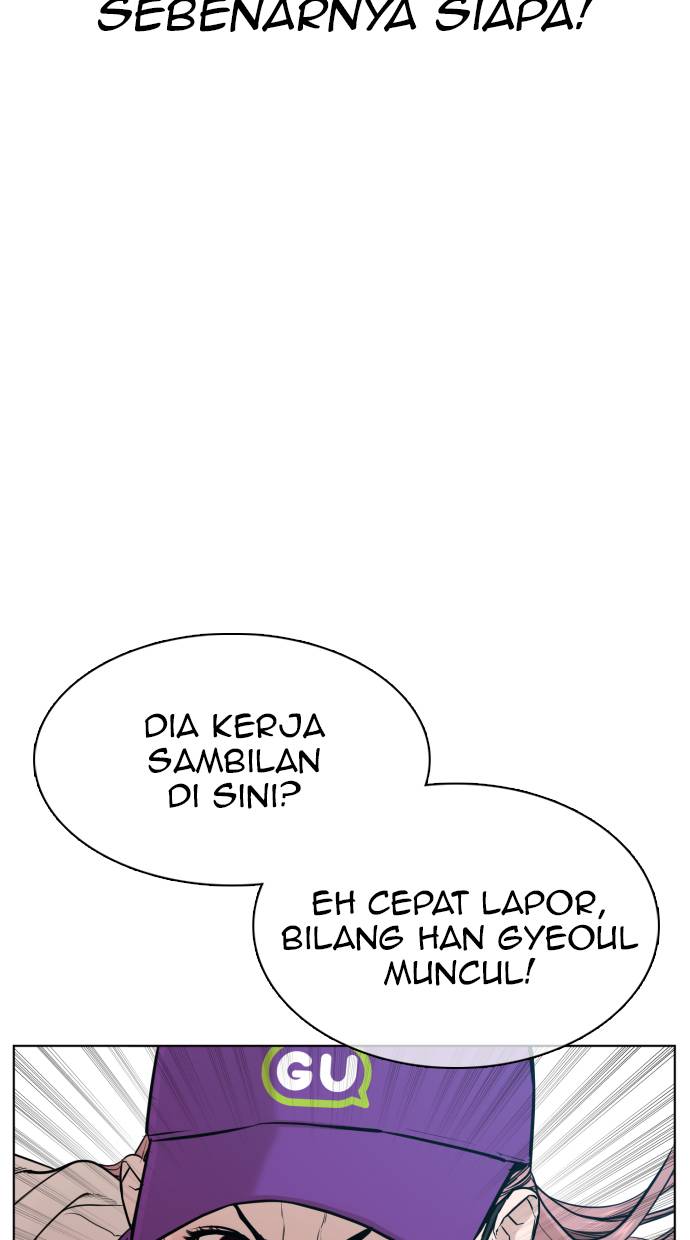 SEBENARNYA SIAPA!
DIA KERJA
SAMBILAN
DI SINI?
EH CEPAT LAPOR,
BILANG HAN GYEOUL
MUNCUL!
GU